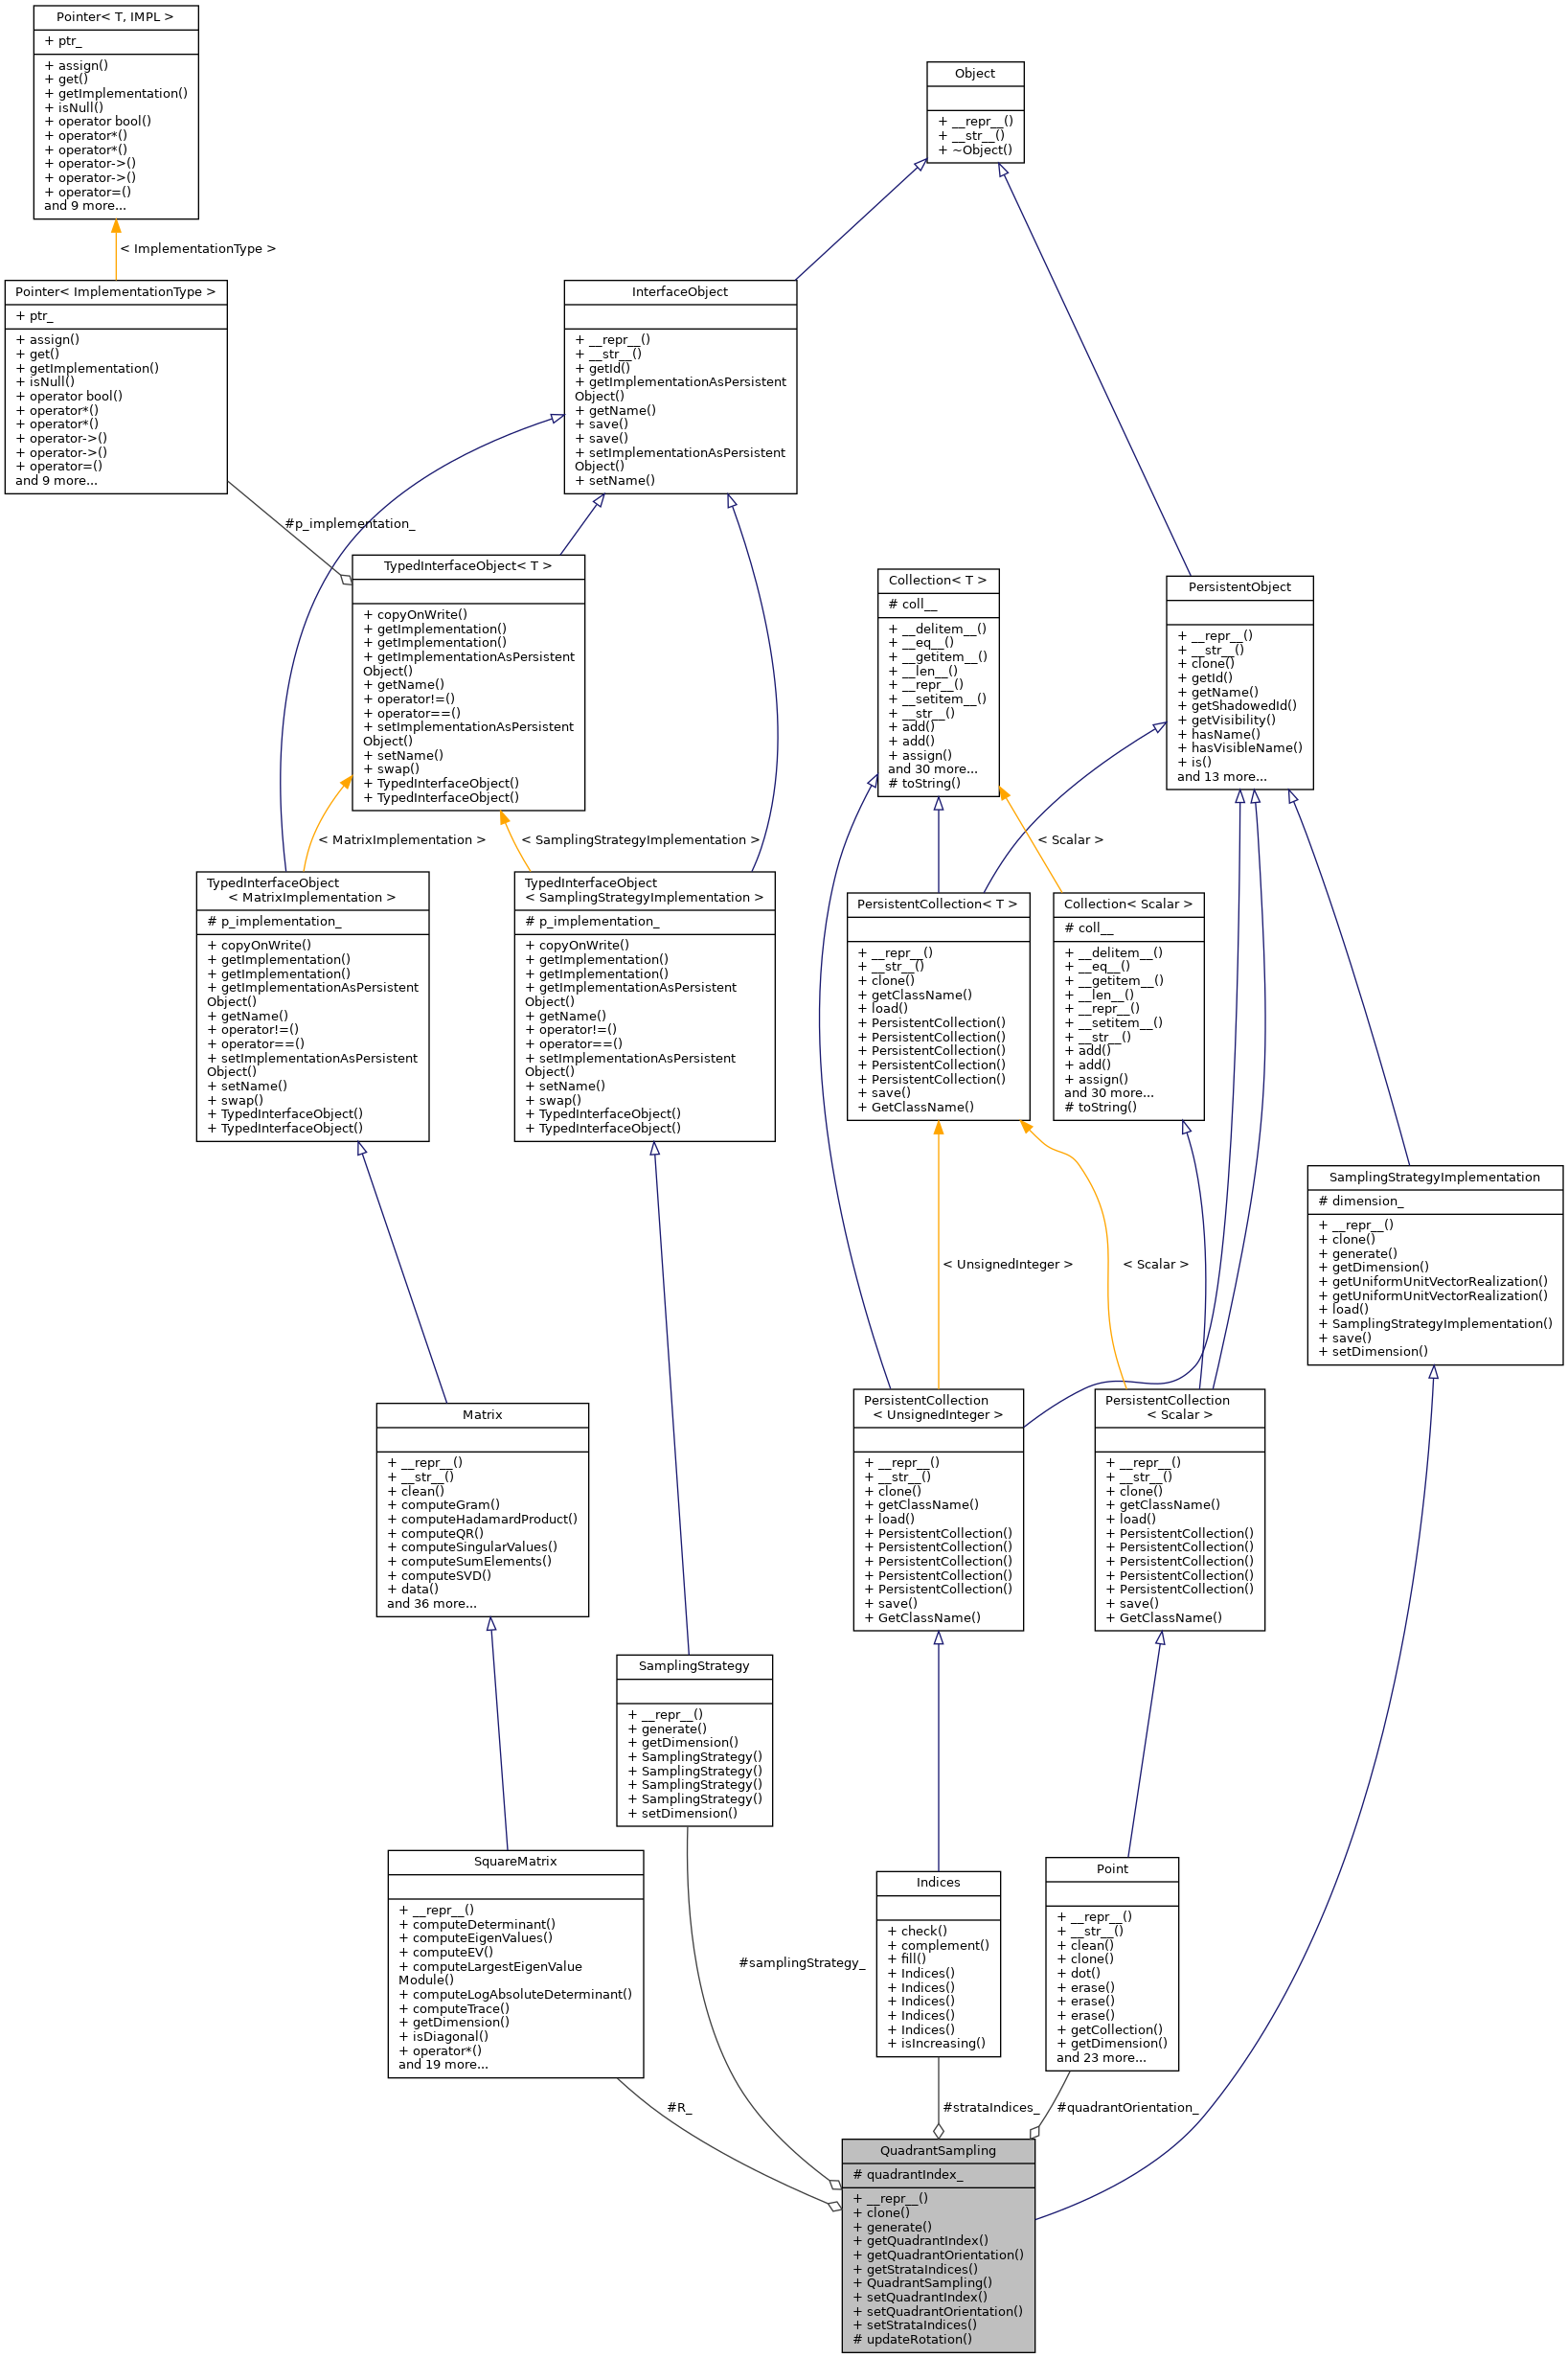 Pointer< T, IMPL >
+ ptr_
+ assign()
+ get()
+ getImplementation()
+ isNull()
+ operator bool()
+ operator*()
+ operator*()
+ operator->()
+ operator->()
+ operator=()
and 9 more...
Object
+ __repr__()
+ __str__()
+ ~Object()
< ImplementationType >
Pointer< ImplementationType >
+ ptr_
+ assign()
+ get()
+ getImplementation()
+ isNull()
+ operator bool()
+ operator*()
+ operator*()
+ operator->()
+ operator->()
+ operator=()
and 9 more...
InterfaceObject
+ __repr__()
+ __str__()
+ getId()
+ getImplementationAsPersistent
Object()
+ getName()
+ save()
+ save()
+ setImplementationAsPersistent
Object()
+ setName()
#p_implementation_
TypedInterfaceObject< T >
+ copyOnWrite()
+ getImplementation()
+ getImplementation()
+ getImplementationAsPersistent
Object()
+ getName()
+ operator!=()
+ operator==()
+ setImplementationAsPersistent
Object()
+ setName()
+ swap()
+ TypedInterfaceObject()
+ TypedInterfaceObject()
Collection< T >
# coll__
+ __delitem__()
+ __eq__()
+ __getitem__()
+ __len__()
+ __repr__()
+ __setitem__()
+ __str__()
+ add()
+ add()
+ assign()
and 30 more...
# toString()
PersistentObject
+ __repr__()
+ __str__()
+ clone()
+ getId()
+ getName()
+ getShadowedId()
+ getVisibility()
+ hasName()
+ hasVisibleName()
+ is()
and 13 more...
< MatrixImplementation >
< SamplingStrategyImplementation >
< Scalar >
TypedInterfaceObject
< MatrixImplementation >
# p_implementation_
+ copyOnWrite()
+ getImplementation()
+ getImplementation()
+ getImplementationAsPersistent
Object()
+ getName()
+ operator!=()
+ operator==()
+ setImplementationAsPersistent
Object()
+ setName()
+ swap()
+ TypedInterfaceObject()
+ TypedInterfaceObject()
TypedInterfaceObject
< SamplingStrategyImplementation >
# p_implementation_
+ copyOnWrite()
+ getImplementation()
+ getImplementation()
+ getImplementationAsPersistent
Object()
+ getName()
+ operator!=()
+ operator==()
+ setImplementationAsPersistent
Object()
+ setName()
+ swap()
+ TypedInterfaceObject()
+ TypedInterfaceObject()
PersistentCollection< T >
+ __repr__()
+ __str__()
+ clone()
+ getClassName()
+ load()
+ PersistentCollection()
+ PersistentCollection()
+ PersistentCollection()
+ PersistentCollection()
+ PersistentCollection()
+ save()
+ GetClassName()
Collection< Scalar >
# coll__
+ __delitem__()
+ __eq__()
+ __getitem__()
+ __len__()
+ __repr__()
+ __setitem__()
+ __str__()
+ add()
+ add()
+ assign()
and 30 more...
# toString()
SamplingStrategyImplementation
# dimension_
+ __repr__()
+ clone()
+ generate()
+ getDimension()
+ getUniformUnitVectorRealization()
+ getUniformUnitVectorRealization()
+ load()
+ SamplingStrategyImplementation()
+ save()
+ setDimension()
< UnsignedInteger >
< Scalar >
Matrix
+ __repr__()
+ __str__()
+ clean()
+ computeGram()
+ computeHadamardProduct()
+ computeQR()
+ computeSingularValues()
+ computeSumElements()
+ computeSVD()
+ data()
and 36 more...
PersistentCollection
< UnsignedInteger >
+ __repr__()
+ __str__()
+ clone()
+ getClassName()
+ load()
+ PersistentCollection()
+ PersistentCollection()
+ PersistentCollection()
+ PersistentCollection()
+ PersistentCollection()
+ save()
+ GetClassName()
PersistentCollection
< Scalar >
+ __repr__()
+ __str__()
+ clone()
+ getClassName()
+ load()
+ PersistentCollection()
+ PersistentCollection()
+ PersistentCollection()
+ PersistentCollection()
+ PersistentCollection()
+ save()
+ GetClassName()
SamplingStrategy
+ __repr__()
+ generate()
+ getDimension()
+ SamplingStrategy()
+ SamplingStrategy()
+ SamplingStrategy()
+ SamplingStrategy()
+ setDimension()
SquareMatrix
+ __repr__()
+ computeDeterminant()
+ computeEigenValues()
+ computeEV()
+ computeLargestEigenValue
Module()
+ computeLogAbsoluteDeterminant()
+ computeTrace()
+ getDimension()
+ isDiagonal()
+ operator*()
and 19 more...
#samplingStrategy_
Indices
+ check()
+ complement()
+ fill()
+ Indices()
+ Indices()
+ Indices()
+ Indices()
+ Indices()
+ isIncreasing()
Point
+ __repr__()
+ __str__()
+ clean()
+ clone()
+ dot()
+ erase()
+ erase()
+ erase()
+ getCollection()
+ getDimension()
and 23 more...
#R_
#strataIndices_
#quadrantOrientation_
QuadrantSampling
# quadrantIndex_
+ __repr__()
+ clone()
+ generate()
+ getQuadrantIndex()
+ getQuadrantOrientation()
+ getStrataIndices()
+ QuadrantSampling()
+ setQuadrantIndex()
+ setQuadrantOrientation()
+ setStrataIndices()
# updateRotation()